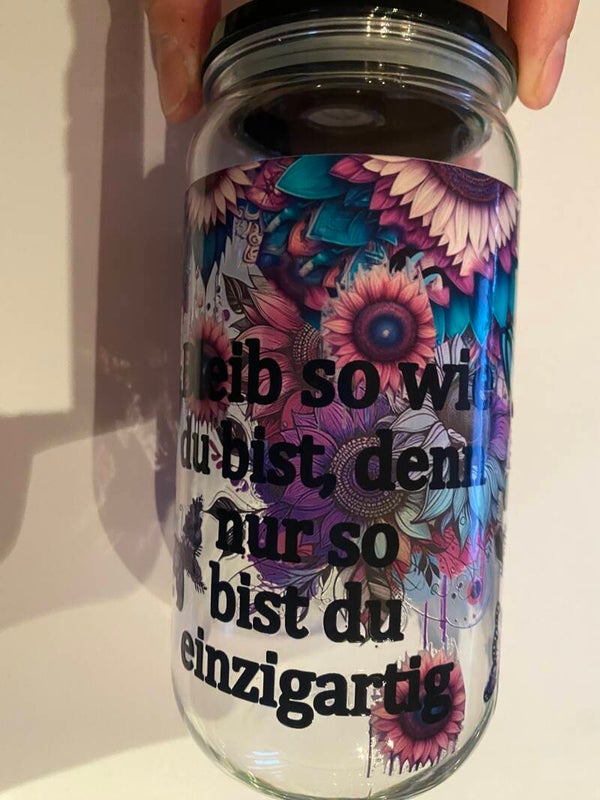 bleib so wie
du bist, denn
nur so
bist du
einzigartig